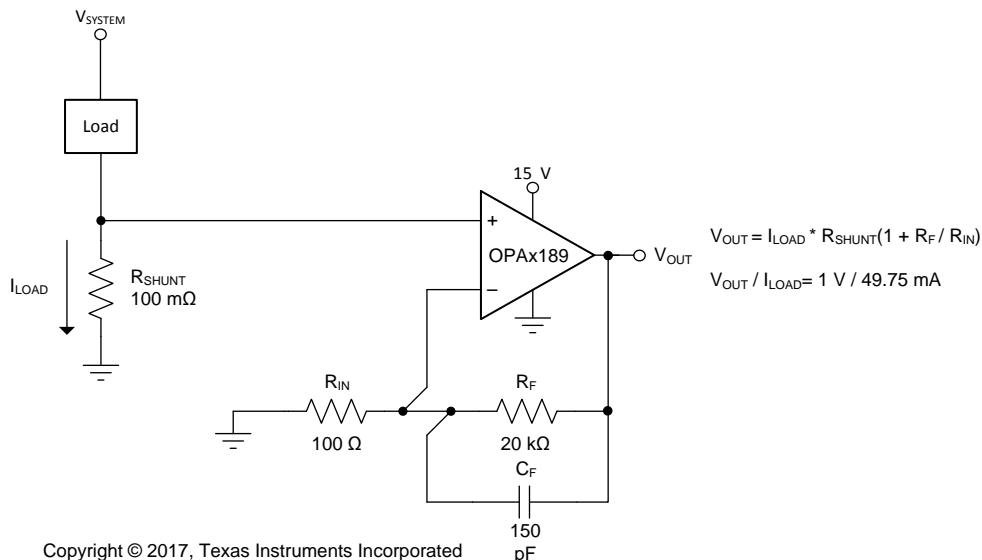 VSYSTEM
Load
ILOAD
RSHUNT
100 mΩ
15 V
+
OPAx189
−
VOUT
VOUT = ILOAD * RSHUNT(1 + RF / RIN)
VOUT / ILOAD= 1 V / 49.75 mA
RIN
100 Ω
RF
20 kΩ
CF
150
pF
Copyright © 2017, Texas Instruments Incorporated